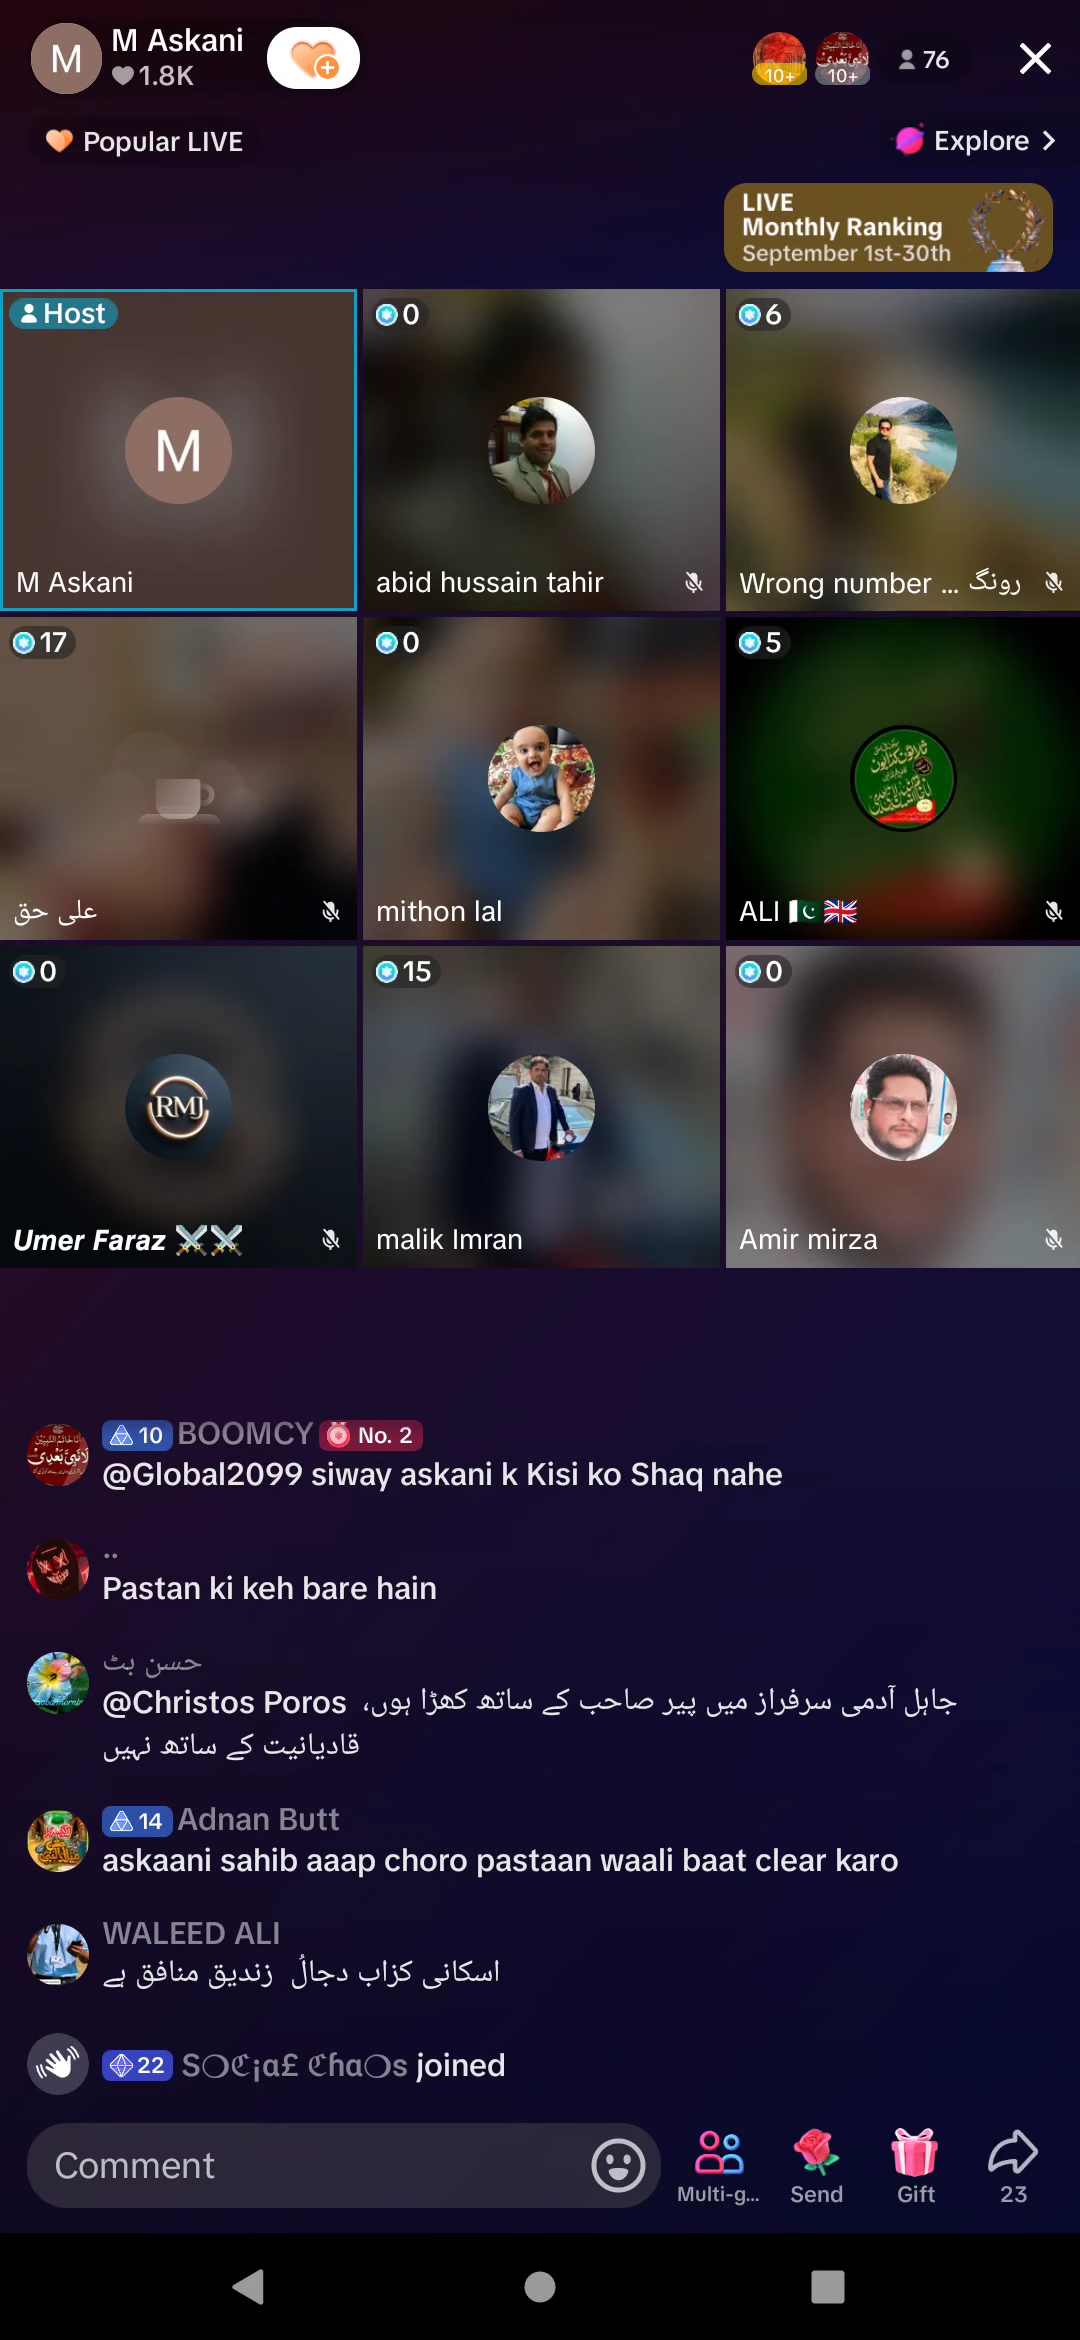 M Askani
1.8K
10+
10+
76
Popular LIVE
Explore
LIVE
Monthly Ranking
September 1st-30th
Host
M
M Askani
0
abid hussain tahir
6
Wrong number ... رونگ
17
علی حق
0
mithon lal
5
ALI 🇵🇰🇬🇧
0
RMJ
Umer Faraz ⚔️⚔️
15
malik Imran
0
Amir mirza
10 BOOMCY No. 2
@Global2099 siway askani k Kisi ko Shaq nahe
..
Pastan ki keh bare hain
حسن بٹ
@Christos Poros جاہل آدمی سرفراز میں پیر صاحب کے ساتھ کھڑا ہوں،
قادیانیت کے ساتھ نہیں
14 Adnan Butt
askaani sahib aaap choro pastaan waali baat clear karo
WALEED ALI
اسکانی کزاب دجالُ زندیق منافق ہے
22 S❍ℭ¡α£ ℭɦα❍s joined
Comment
Multi-g...
Send
Gift
23